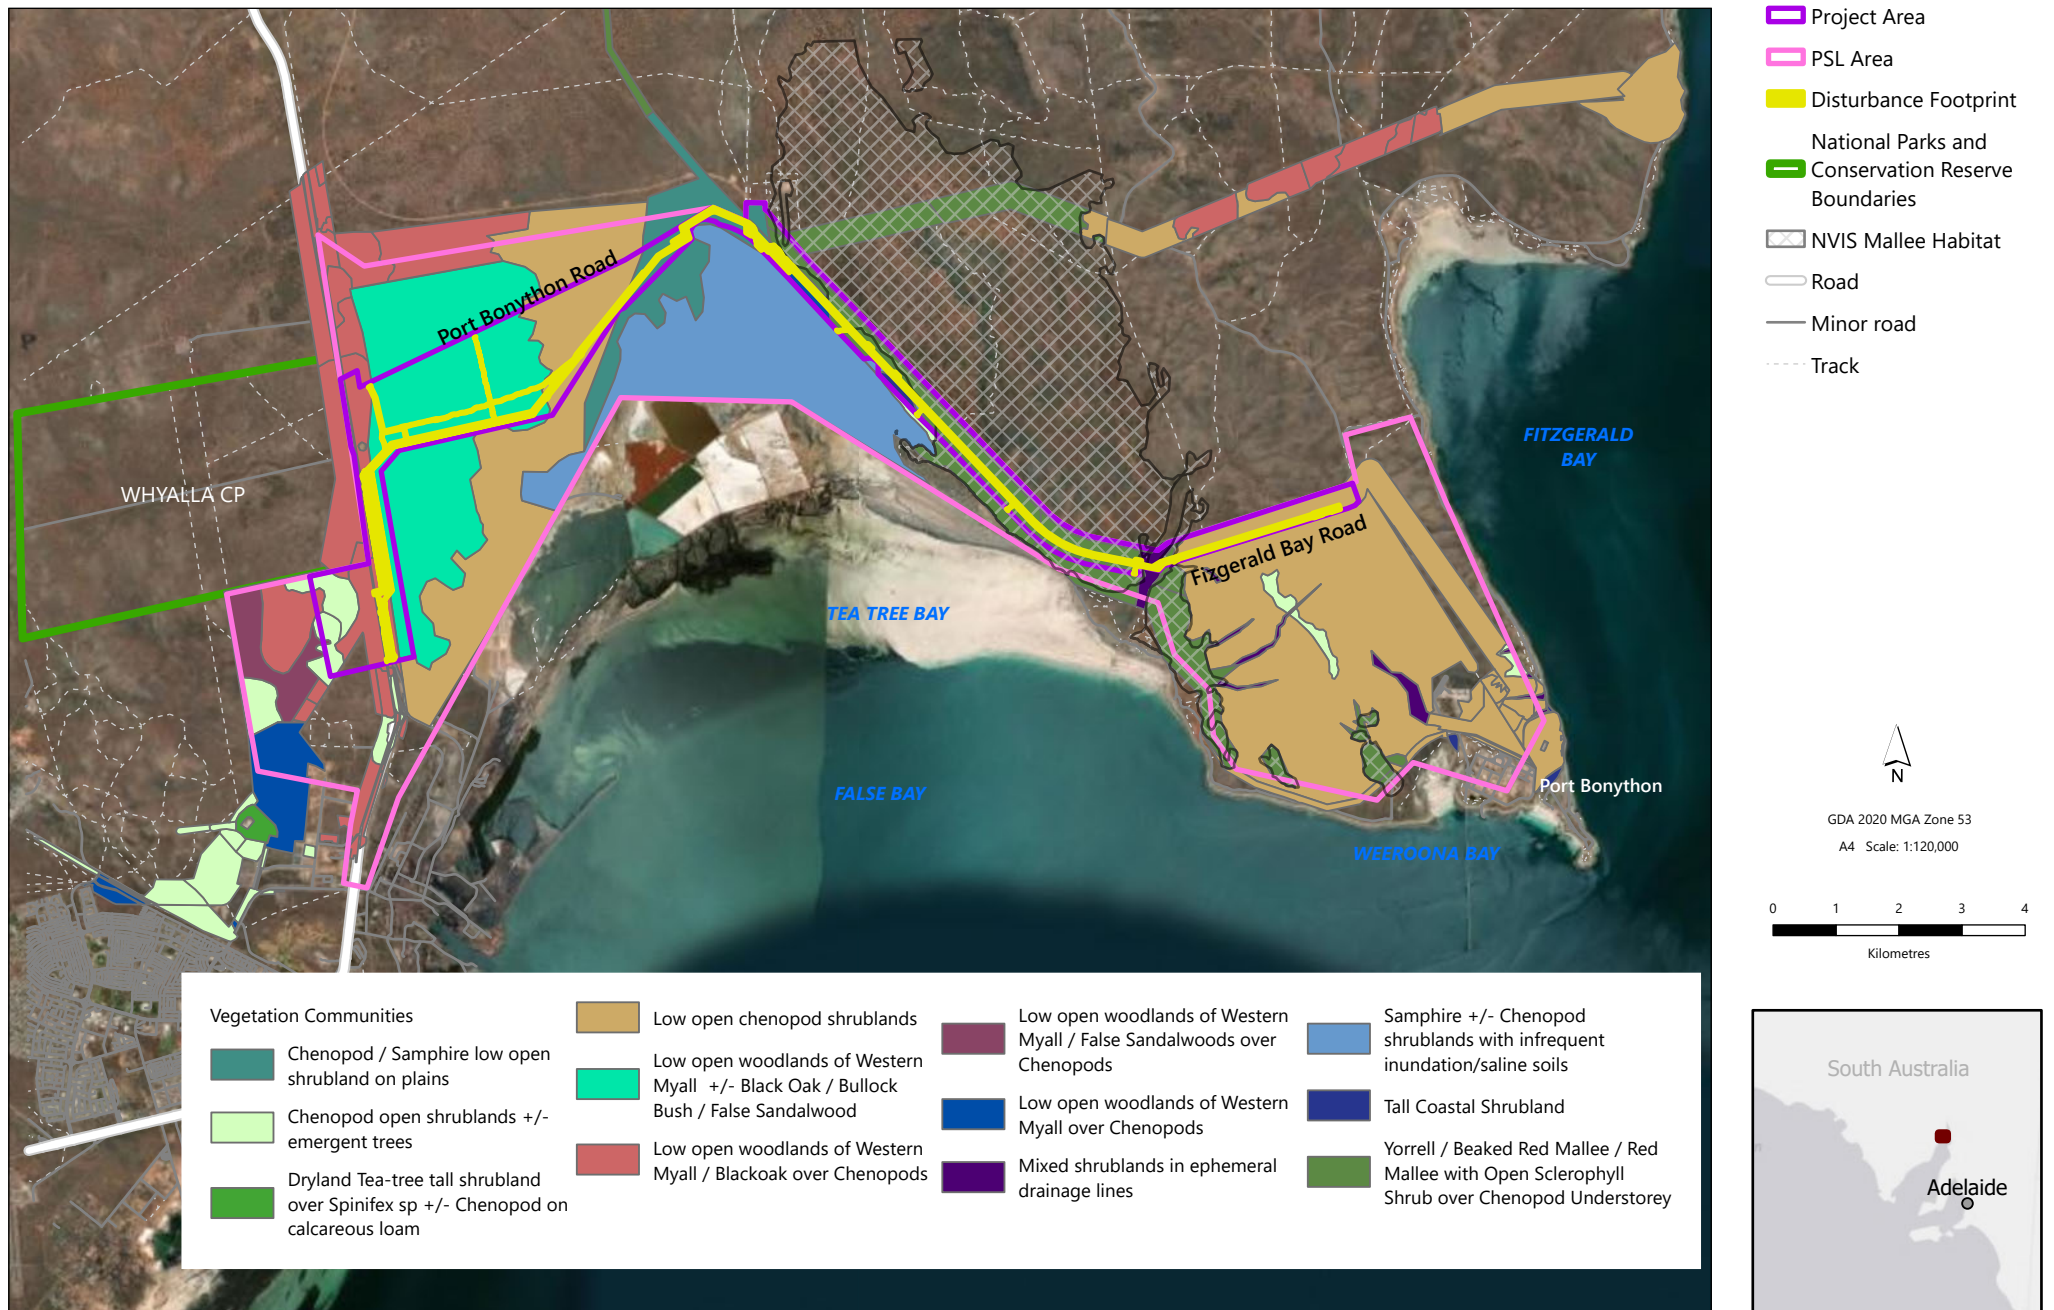 Project Area
PSL Area
Disturbance Footprint
National Parks and
Conservation Reserve
Boundaries
NVIS Mallee Habitat
Road
Minor road
Track
Port Bonython Road
WHYALLA CP
FITZGERALD
BAY
Fizgerald Bay Road
TEA TREE BAY
FALSE BAY
Port Bonython
WEEROONA BAY
N
GDA 2020 MGA Zone 53
A4 Scale: 1:120,000
0 1 2 3 4
Kilometres
Vegetation Communities
Chenopod / Samphire low open
shrubland on plains
Chenopod open shrublands +/-
emergent trees
Dryland Tea-tree tall shrubland
over Spinifex sp +/- Chenopod on
calcareous loam
Low open chenopod shrublands
Low open woodlands of Western
Myall +/- Black Oak / Bullock
Bush / False Sandalwood
Low open woodlands of Western
Myall / Blackoak over Chenopods
Low open woodlands of Western
Myall / False Sandalwoods over
Chenopods
Low open woodlands of Western
Myall over Chenopods
Mixed shrublands in ephemeral
drainage lines
Samphire +/- Chenopod
shrublands with infrequent
inundation/saline soils
Tall Coastal Shrubland
Yorrell / Beaked Red Mallee / Red
Mallee with Open Sclerophyll
Shrub over Chenopod Understorey
South Australia
Adelaide